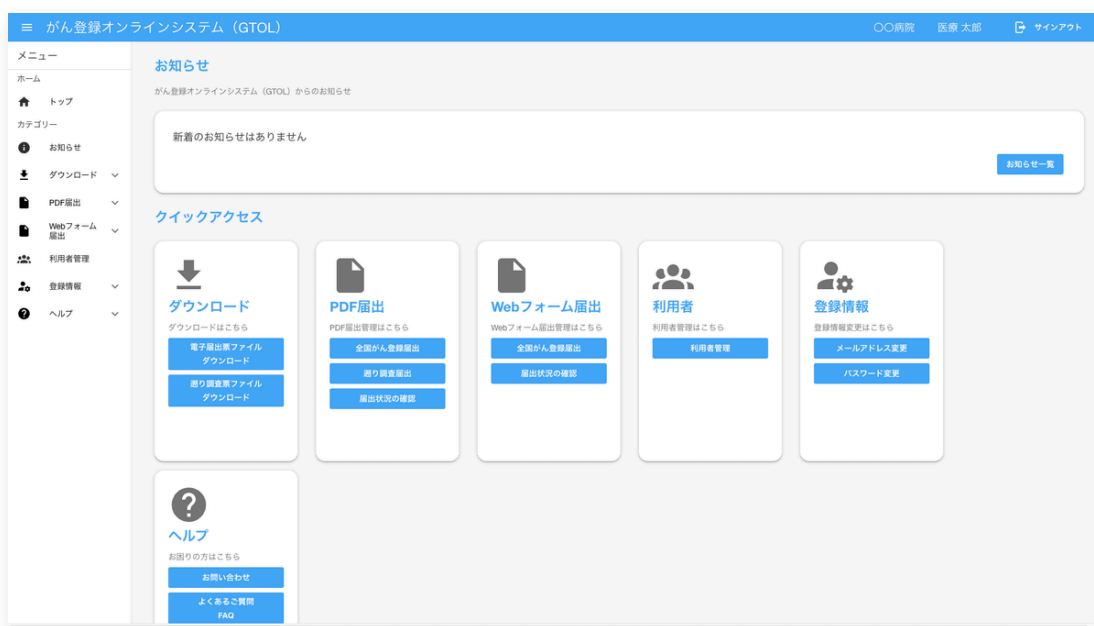 がん登録オンラインシステム（GTOL）
〇〇病院 医療 太郎 サインアウト
メニュー
ホーム
トップ
カテゴリー
お知らせ
ダウンロード
PDF届出
Webフォーム
届出
利用者管理
登録情報
ヘルプ
お知らせ
がん登録オンラインシステム（GTOL）からのお知らせ
新着のお知らせはありません
お知らせ一覧
クイックアクセス
ダウンロード
ダウンロードはこちら
電子届出票ファイル
ダウンロード
遡り調査票ファイル
ダウンロード
PDF届出
PDF届出管理はこちら
全国がん登録届出
遡り調査届出
届出状況の確認
Webフォーム届出
Webフォーム届出管理はこちら
全国がん登録届出
届出状況の確認
利用者
利用者管理はこちら
利用者管理
登録情報
登録情報変更はこちら
メールアドレス変更
パスワード変更
ヘルプ
お困りの方はこちら
お問い合わせ
よくあるご質問
FAQ